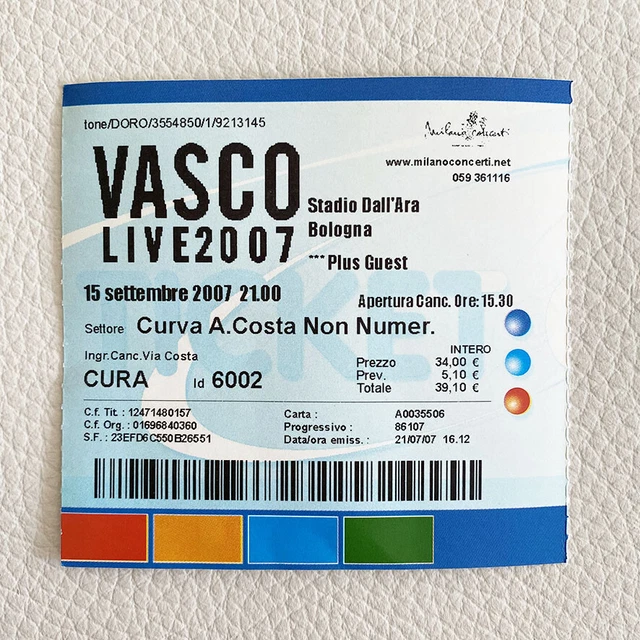 tone/DORO/3554850/1/9213145
Milano concerti
www.milanoconcerti.net
059 361116
VASCO
LIVE2007
Stadio Dall'Ara
Bologna
***Plus Guest
15 settembre 2007 21.00
Apertura Canc. Ore: 15.30
Settore Curva A.Costa Non Numer.
Ingr.Canc.Via Costa
INTERO
CURA Id 6002
Prezzo 34,00 €
Prev. 5,10 €
Totale 39,10 €
C.f. Tit. : 12471480157
C.f. Org. : 01696840360
S.F. : 23EFD6C550B26551
Carta : A0035506
Progressivo : 86107
Data/ora emiss. : 21/07/07 16.12
TICKET